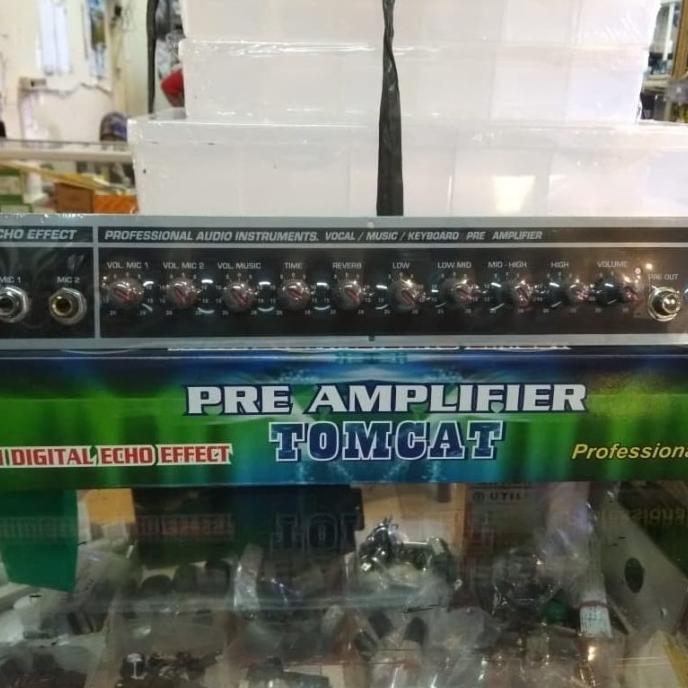 CHO EFFECT
PROFESSIONAL AUDIO INSTRUMENTS. VOCAL / MUSIC / KEYBOARD PRE AMPLIFIER
MIC 1 MIC 2 VOL. MIC 1 VOL. MIC 2 VOL. MUSIC TIME REVERB LOW LOW MID MID - HIGH HIGH VOLUME PRE OUT
PRE AMPLIFIER
TOMCAT
DIGITAL ECHO EFFECT
Professiona
UTIL